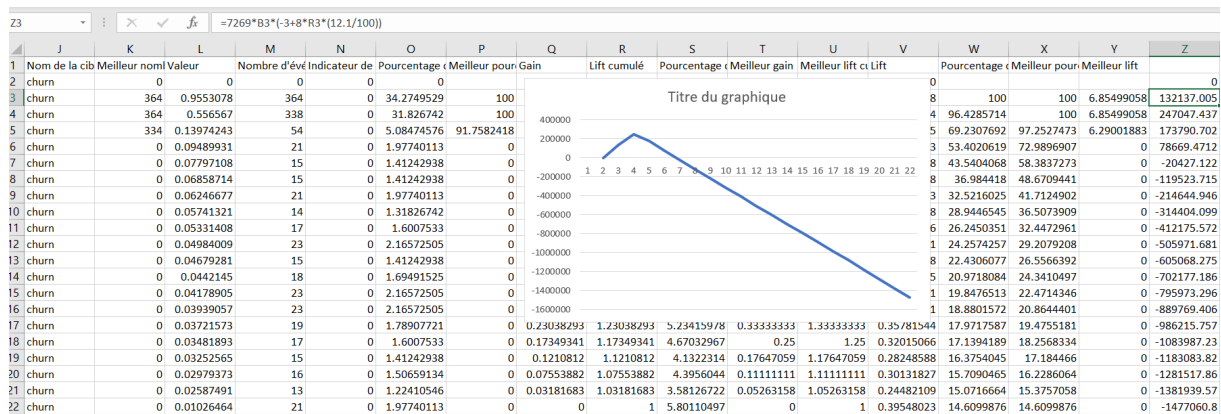 Z3 =7269*B3*(-3+8*R3*(12.1/100))
J K L M N O P Q R S T U V W X Y Z
1 Nom de la cib Meilleur noml Valeur Nombre d'évé Indicateur de Pourcentage d Meilleur pour Gain Lift cumulé Pourcentage d Meilleur gain Meilleur lift cu Lift Pourcentage d Meilleur pour Meilleur lift
2 churn 0 0 0 0 0 0 0 0
3 churn 364 0.9553078 364 0 34.2749529 100 8 100 100 6.85499058 132137.005
4 churn 364 0.556567 338 0 31.826742 100 4 96.4285714 100 6.85499058 247047.437
5 churn 334 0.13974243 54 0 5.08474576 91.7582418 5 69.2307692 97.2527473 6.29001883 173790.702
6 churn 0 0.09489931 21 0 1.97740113 0 3 53.4020619 72.9896907 0 78669.4712
7 churn 0 0.07797108 15 0 1.41242938 0 8 43.5404068 58.3837273 0 -20427.122
8 churn 0 0.06858714 15 0 1.41242938 0 8 36.984418 48.6709441 0 -119523.715
9 churn 0 0.06246677 21 0 1.97740113 0 3 32.5216025 41.7124902 0 -214644.946
10 churn 0 0.05741321 14 0 1.31826742 0 8 28.9446545 36.5073909 0 -314404.099
11 churn 0 0.05331408 17 0 1.6007533 0 6 26.2450351 32.4472961 0 -412175.572
12 churn 0 0.04984009 23 0 2.16572505 0 1 24.2574257 29.2079208 0 -505971.681
13 churn 0 0.04679281 15 0 1.41242938 0 8 22.4306077 26.5566392 0 -605068.275
14 churn 0 0.0442145 18 0 1.69491525 0 5 20.9718084 24.3410497 0 -702177.186
15 churn 0 0.04178905 23 0 2.16572505 0 1 19.8476513 22.4714346 0 -795973.296
16 churn 0 0.03939057 23 0 2.16572505 0 1 18.8801572 20.8644401 0 -889769.406
17 churn 0 0.03721573 19 0 1.78907721 0 0.23038293 1.23038293 5.23415978 0.33333333 1.33333333 0.35781544 17.9717587 19.4755181 0 -986215.757
18 churn 0 0.03481893 17 0 1.6007533 0 0.17349341 1.17349341 4.67032967 0.25 1.25 0.32015066 17.1394189 18.2568334 0 -1083987.23
19 churn 0 0.03252565 15 0 1.41242938 0 0.1210812 1.1210812 4.1322314 0.17647059 1.17647059 0.28248588 16.3754045 17.184466 0 -1183083.82
20 churn 0 0.02979373 16 0 1.50659134 0 0.07553882 1.07553882 4.3956044 0.11111111 1.11111111 0.30131827 15.7090465 16.2286064 0 -1281517.86
21 churn 0 0.02587491 13 0 1.22410546 0 0.03181683 1.03181683 3.58126722 0.05263158 1.05263158 0.24482109 15.0716664 15.3757058 0 -1381939.57
22 churn 0 0.01026464 21 0 1.97740113 0 0 1 5.80110497 0 1 0.39548023 14.6099876 14.6099876 0 -1477060.8
Titre du graphique
400000
200000
0
-200000
-400000
-600000
-800000
-1000000
-1200000
-1400000
-1600000
1 2 3 4 5 6 7 8 9 10 11 12 13 14 15 16 17 18 19 20 21 22